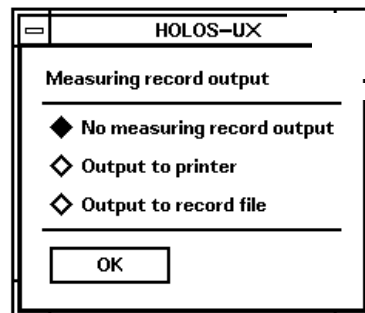 HOLOS-UX
Measuring record output
No measuring record output
Output to printer
Output to record file
OK